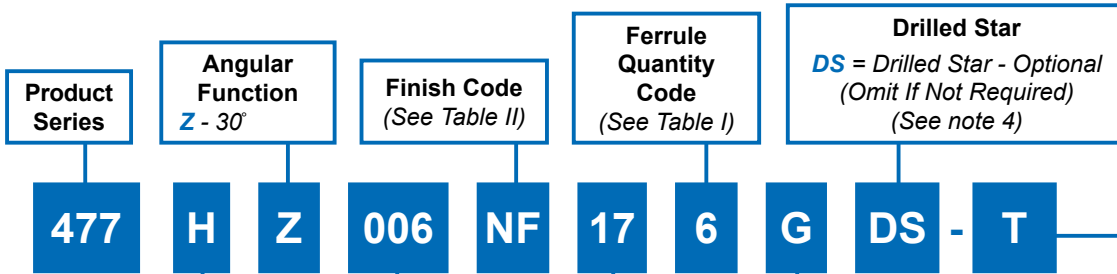 Product
Series
Angular
Function
Z - 30°
Finish Code
(See Table II)
Ferrule
Quantity
Code
(See Table I)
Drilled Star
DS = Drilled Star - Optional
(Omit If Not Required)
(See note 4)
477 H Z 006 NF 17 6 G DS - T